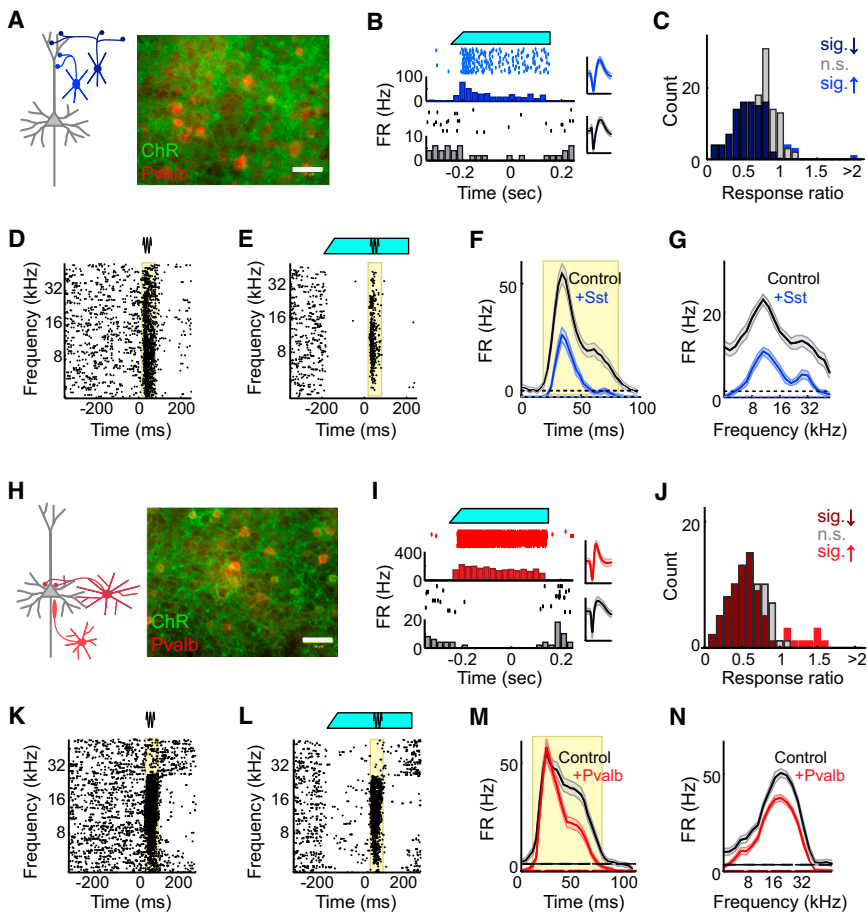 A
ChR
Pvalb
B
100
0
10
0
FR (Hz)
-0.2
0
0.2
Time (sec)
C
sig.↓
n.s.
sig.↑
Count
20
0
0
0.5
1
1.5
>2
Response ratio
D
Frequency (kHz)
32
16
8
-200
0
200
Time (ms)
E
Frequency (kHz)
32
16
8
-200
0
200
Time (ms)
F
Control
+Sst
FR (Hz)
50
0
0
50
100
Time (ms)
G
Control
+Sst
FR (Hz)
20
0
8
16
32
Frequency (kHz)
H
ChR
Pvalb
I
400
0
20
0
FR (Hz)
-0.2
0
0.2
Time (sec)
J
sig.↓
n.s.
sig.↑
Count
20
0
0
0.5
1
1.5
>2
Response ratio
K
Frequency (kHz)
32
16
8
-200
0
200
Time (ms)
L
Frequency (kHz)
32
16
8
-200
0
200
Time (ms)
M
Control
+Pvalb
FR (Hz)
50
0
0
50
100
Time (ms)
N
Control
+Pvalb
FR (Hz)
50
0
8
16
32
Frequency (kHz)